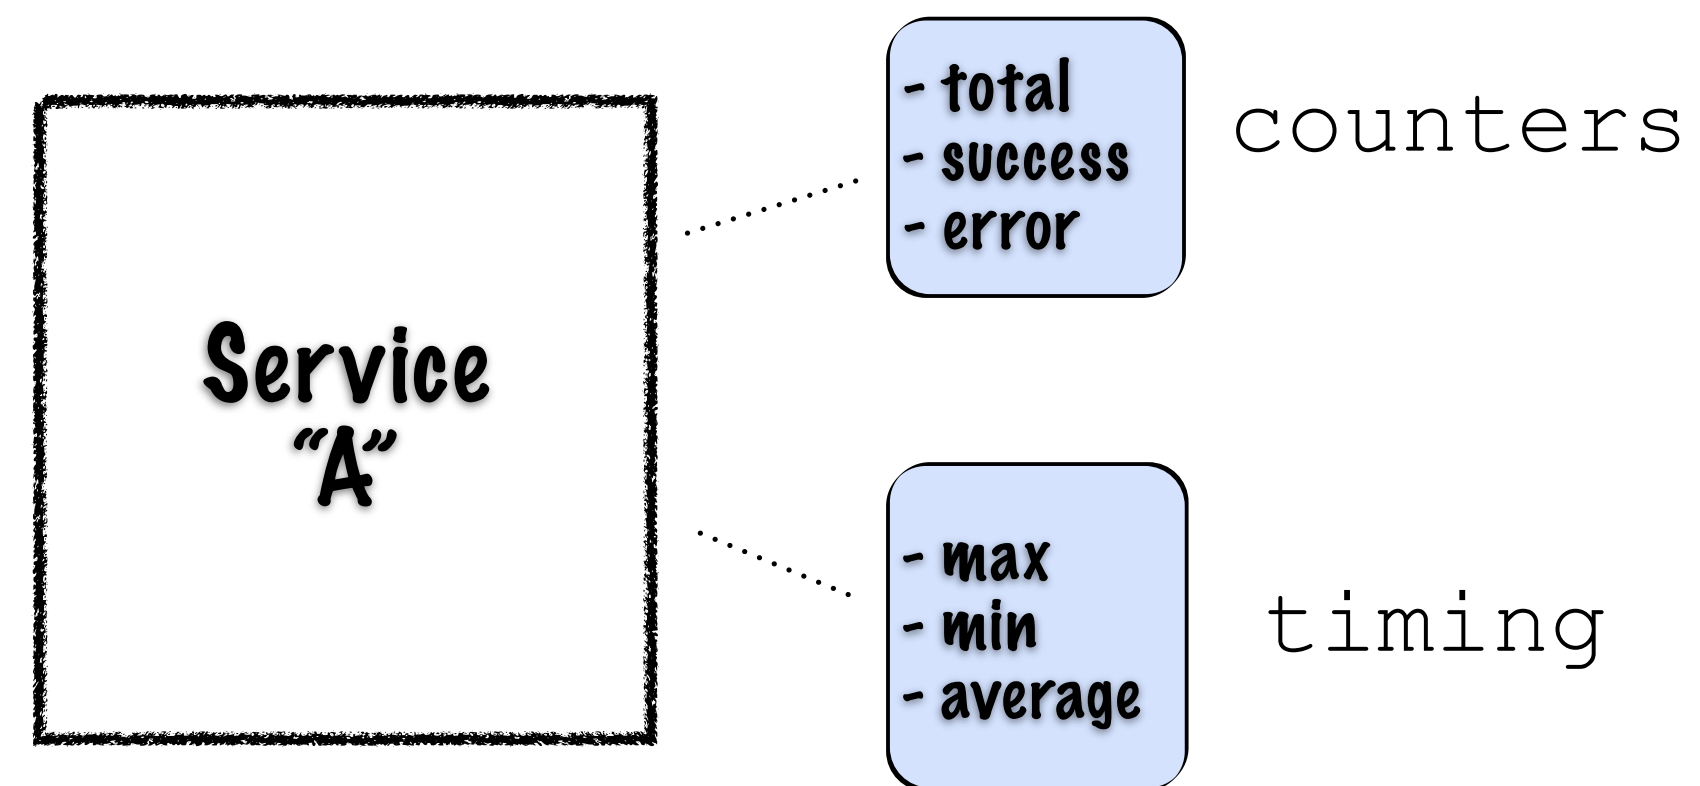 Service
“A”
- total
- success
- error
counters
- max
- min
- average
timing